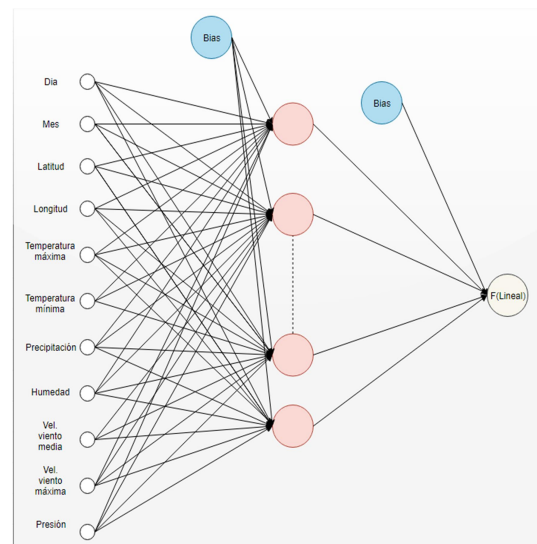 Bias
Dia
Bias
Mes
Latitud
Longitud
Temperatura
máxima
F(Lineal)
Temperatura
mínima
Precipitación
Humedad
Vel.
viento
media
Vel.
viento
máxima
Presión